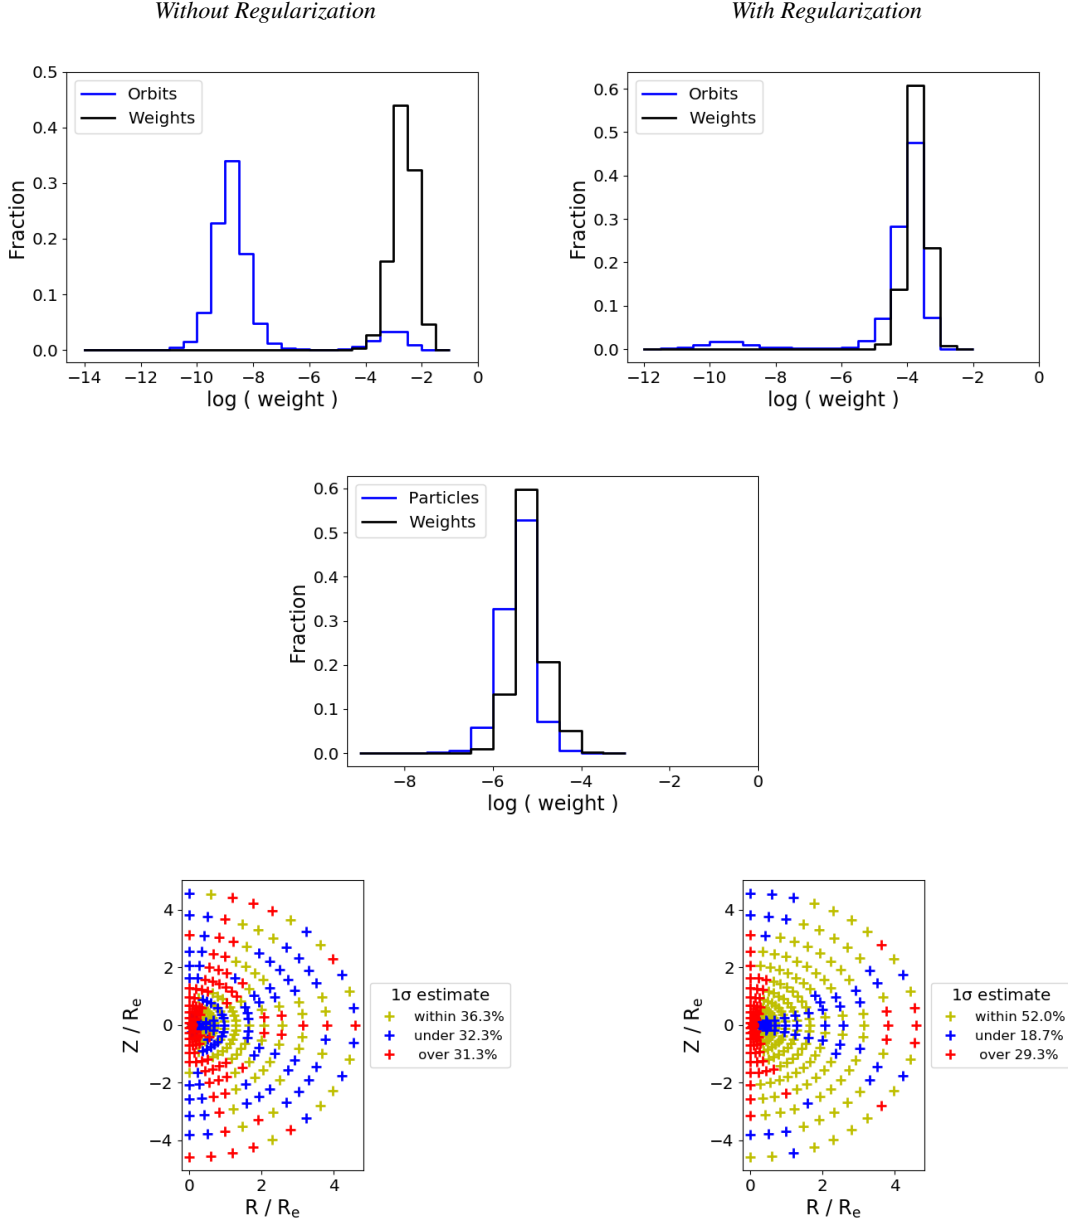 Without Regularization
With Regularization
0.5
0.4
0.3
0.2
0.1
0.0
Fraction
Orbits
Weights
−14 −12 −10 −8 −6 −4 −2 0
log ( weight )
0.6
0.5
0.4
0.3
0.2
0.1
0.0
Fraction
Orbits
Weights
−12 −10 −8 −6 −4 −2 0
log ( weight )
0.6
0.5
0.4
0.3
0.2
0.1
0.0
Fraction
Particles
Weights
−8 −6 −4 −2 0
log ( weight )
4
2
0
−2
−4
Z / Re
0 2 4
R / Re
1σ estimate
within 36.3%
under 32.3%
over 31.3%
4
2
0
−2
−4
Z / Re
0 2 4
R / Re
1σ estimate
within 52.0%
under 18.7%
over 29.3%